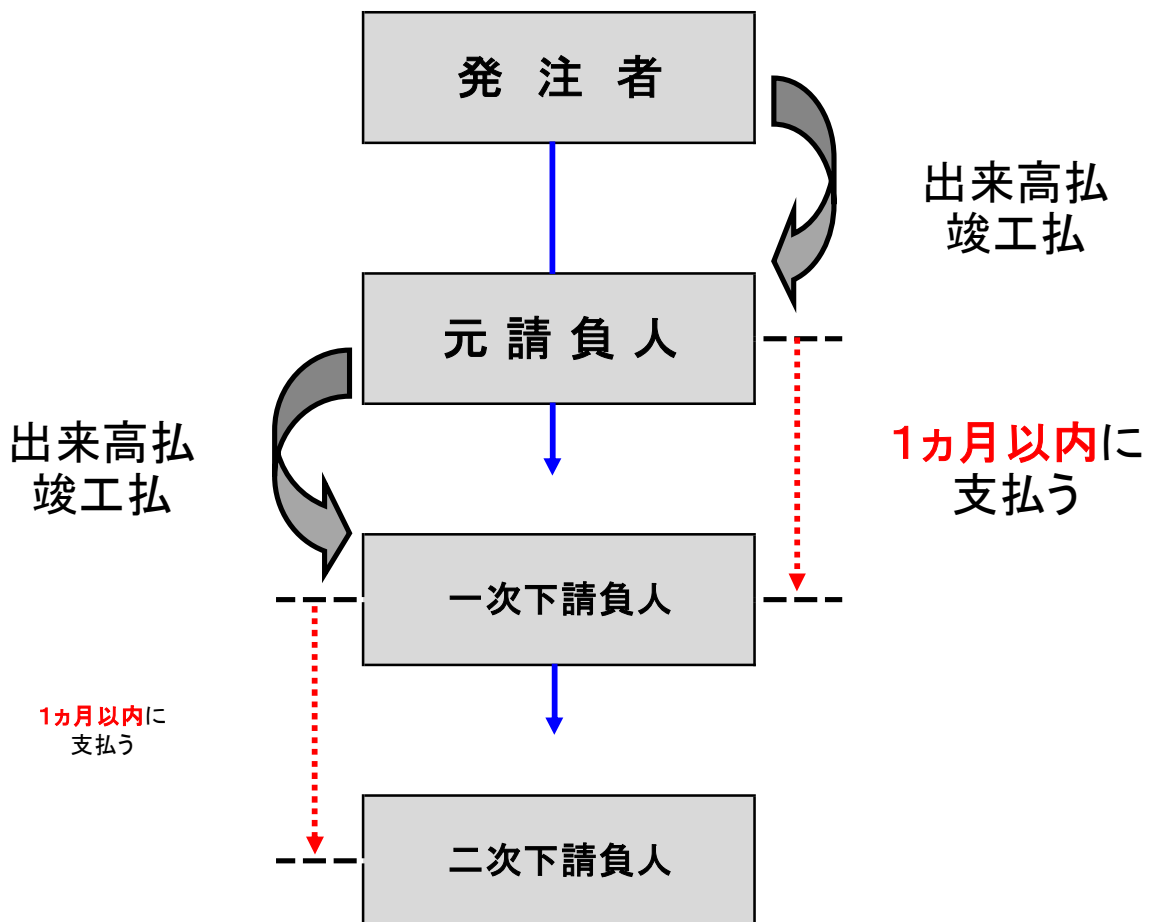 発注者
出来高払
竣工払
元請負人
出来高払
竣工払
1ヵ月以内に
支払う
一次下請負人
1ヵ月以内に
支払う
二次下請負人